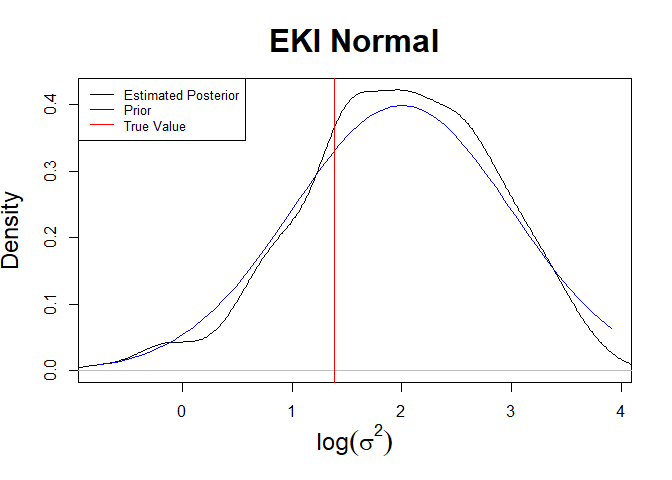 EKI Normal
Estimated Posterior
Prior
True Value
Density
0.0
0.1
0.2
0.3
0.4
0
1
2
3
4
log(σ²)